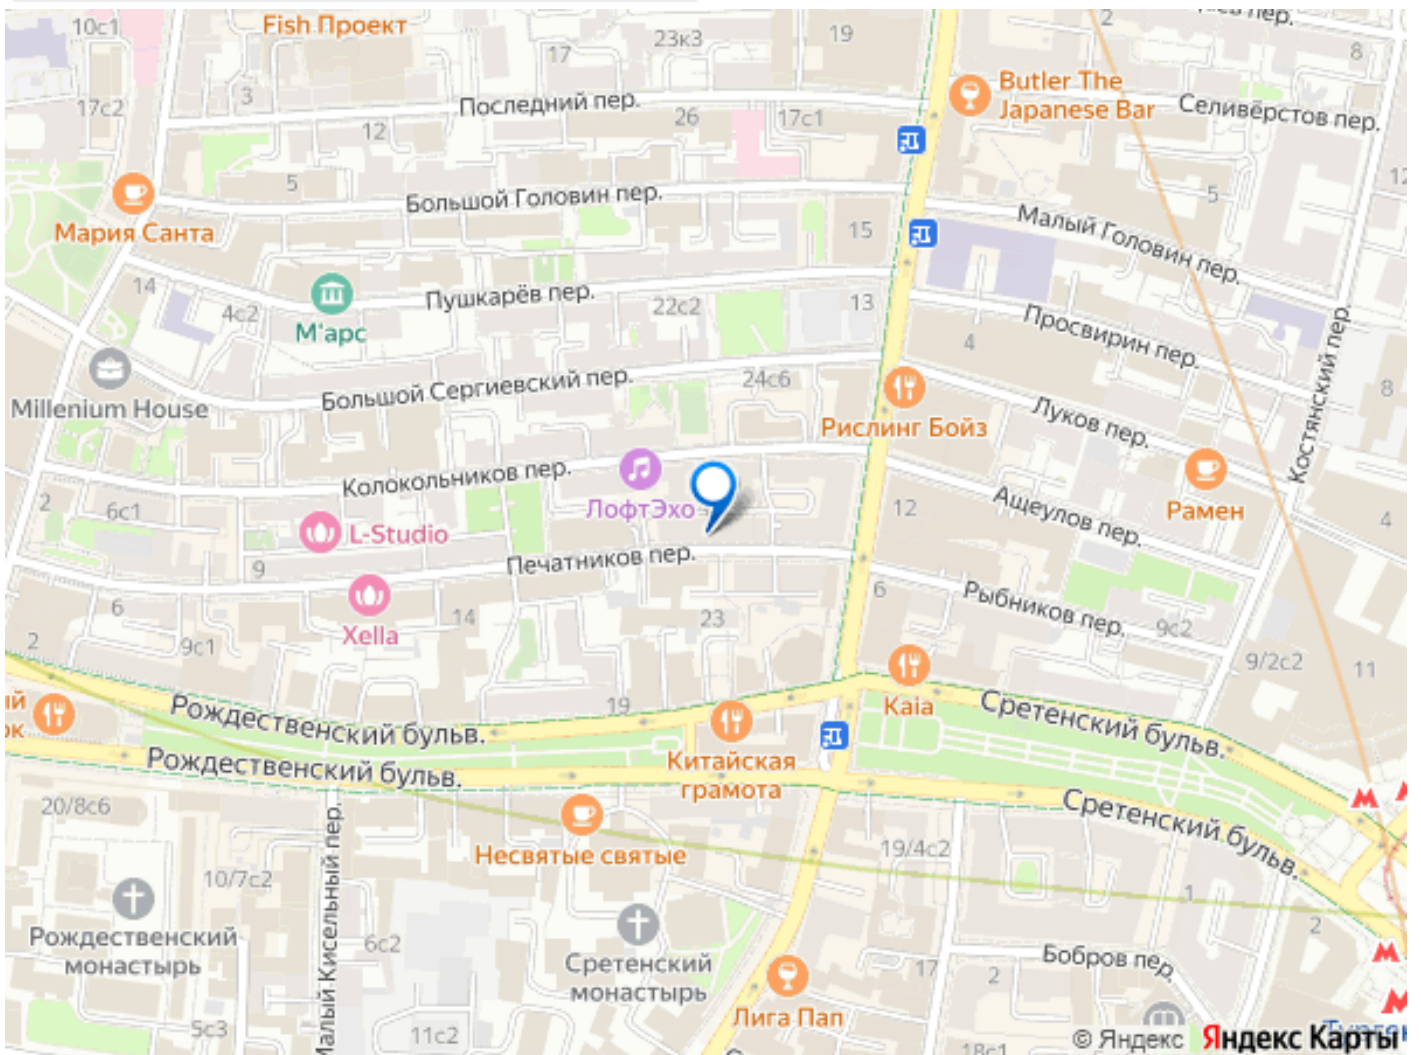 10с1
Fish Проект
17
23к3
19
2
8
Butler The
Japanese Bar
3
17с2
Последний пер.
12
26
17с1
Селивёрстов пер.
5
Большой Головин пер.
5
12
Мария Санта
15
Малый Головин пер.
14
4с2
М'арс
Пушкарёв пер.
22с2
13
4
Просвирин пер.
Костянский пер.
Millenium House
Большой Сергиевский пер.
24с6
8
Рислинг Бойз
Луков пер.
2
6с1
Колокольников пер.
ЛофтЭхо
12
Ащеулов пер.
Рамен
4
L-Studio
9
Печатников пер.
6
6
Xella
14
23
Рыбников пер.
9с2
2
9с1
9/2с2
11
19
Kaia
ый
ок
Рождественский бульв.
Сретенский бульв.
Рождественский бульв.
Китайская
грамота
20/8с6
Сретенский бульв.
Малый Кисельный пер.
Несвятые святые
19/4с2
10/7с2
1
2
Рождественский
монастырь
6с2
Сретенский
монастырь
17
2
Бобров пер.
5с3
11с2
Лига Пап
18с1
© Яндекс Яндекс Карты